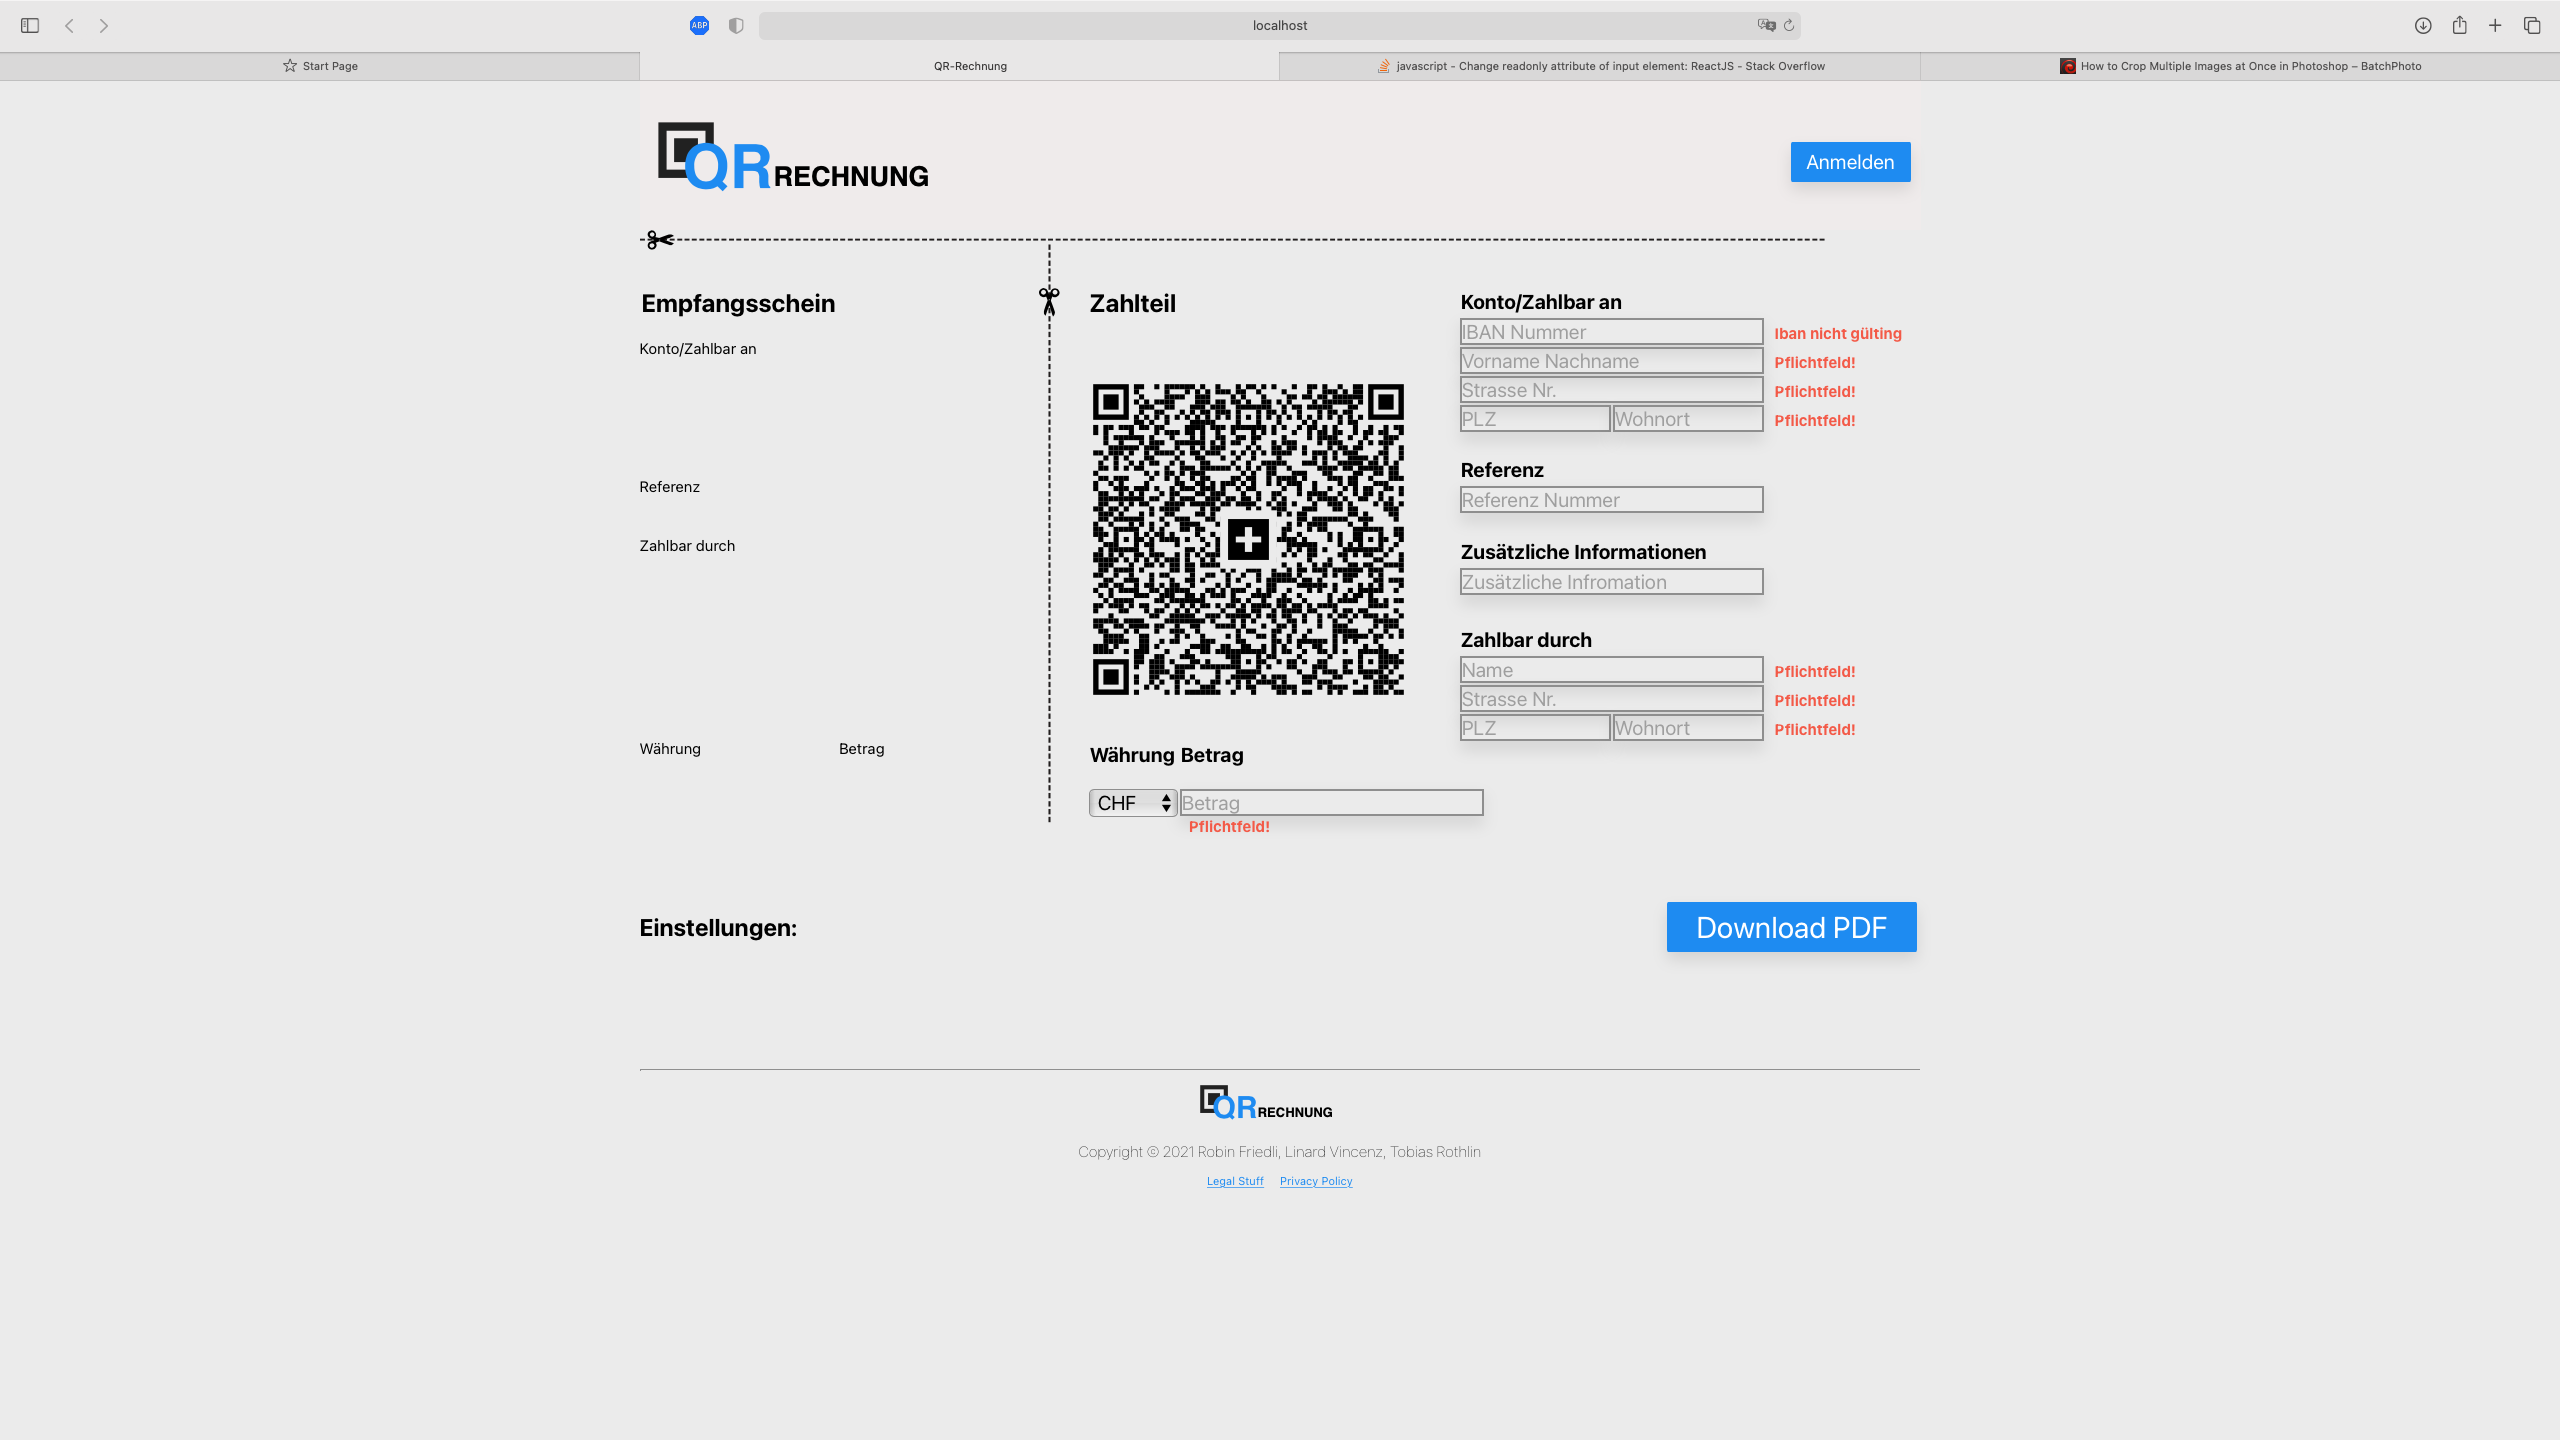 ABP
localhost
Start Page
QR-Rechnung
javascript - Change readonly attribute of input element: ReactJS - Stack Overflow
How to Crop Multiple Images at Once in Photoshop – BatchPhoto
QR RECHNUNG
Anmelden
Empfangsschein
Konto/Zahlbar an
Referenz
Zahlbar durch
Währung Betrag
Zahlteil
Währung Betrag
CHF Betrag
Pflichtfeld!
Konto/Zahlbar an
IBAN Nummer Iban nicht gülting
Vorname Nachname Pflichtfeld!
Strasse Nr. Pflichtfeld!
PLZ Wohnort Pflichtfeld!
Referenz
Referenz Nummer
Zusätzliche Informationen
Zusätzliche Infromation
Zahlbar durch
Name Pflichtfeld!
Strasse Nr. Pflichtfeld!
PLZ Wohnort Pflichtfeld!
Einstellungen:
Download PDF
QR RECHNUNG
Copyright © 2021 Robin Friedli, Linard Vincenz, Tobias Rothlin
Legal Stuff Privacy Policy